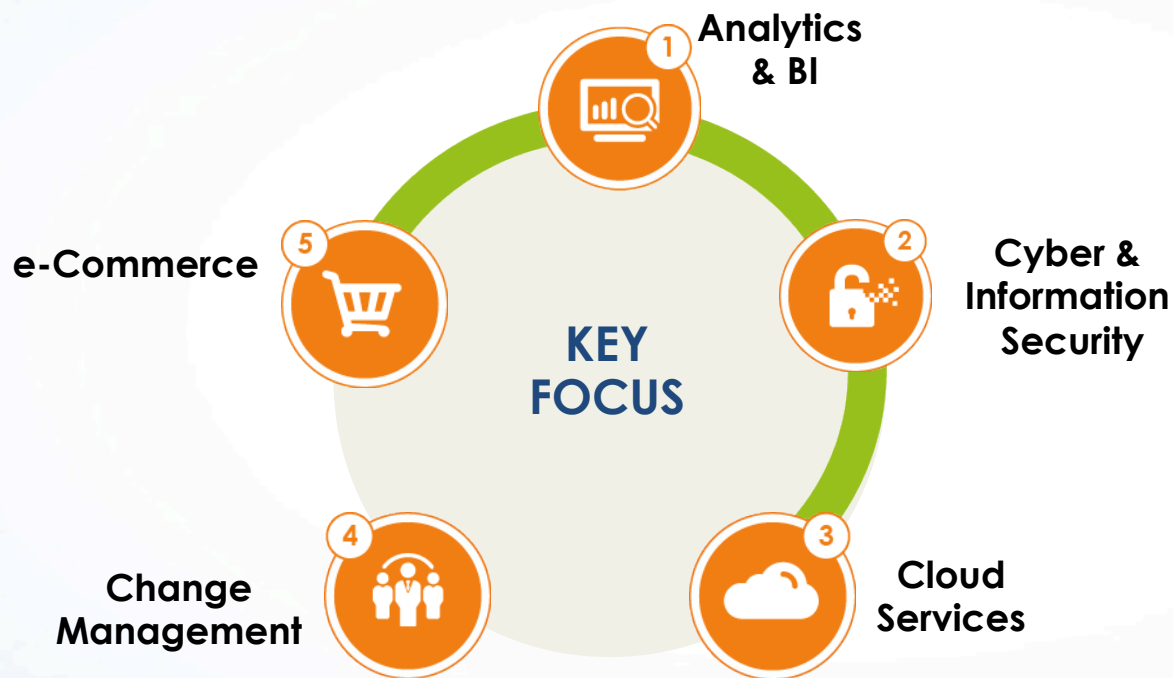 1
Analytics
& BI
2
Cyber &
Information
Security
3
Cloud
Services
4
Change
Management
5
e-Commerce
KEY
FOCUS